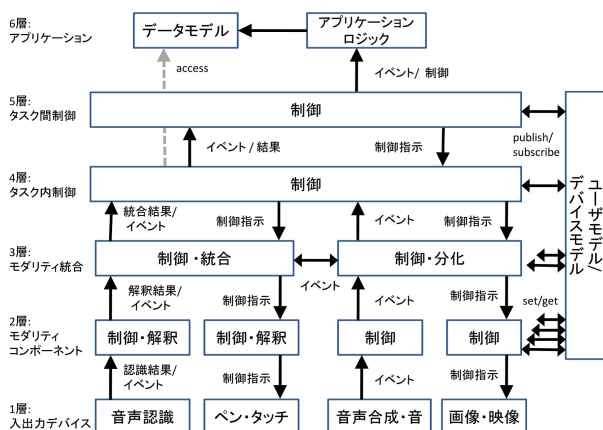 6層:
アプリケーション
データモデル
アプリケーション
ロジック
access
イベント/ 制御
5層:
タスク間制御
制御
publish/
subscribe
イベント / 結果
制御指示
4層:
タスク内制御
制御
ユーザモデル/
デバイスモデル
統合結果/
イベント
制御指示
イベント
制御指示
3層:
モダリティ統合
制御・統合
イベント
制御・分化
解釈結果/
イベント
制御指示
イベント
制御指示
set/get
2層:
モダリティ
コンポーネント
制御・解釈
制御・解釈
制御
制御
認識結果/
イベント
制御指示
イベント
制御指示
1層:
入出力デバイス
音声認識
ペン・タッチ
音声合成・音
画像・映像